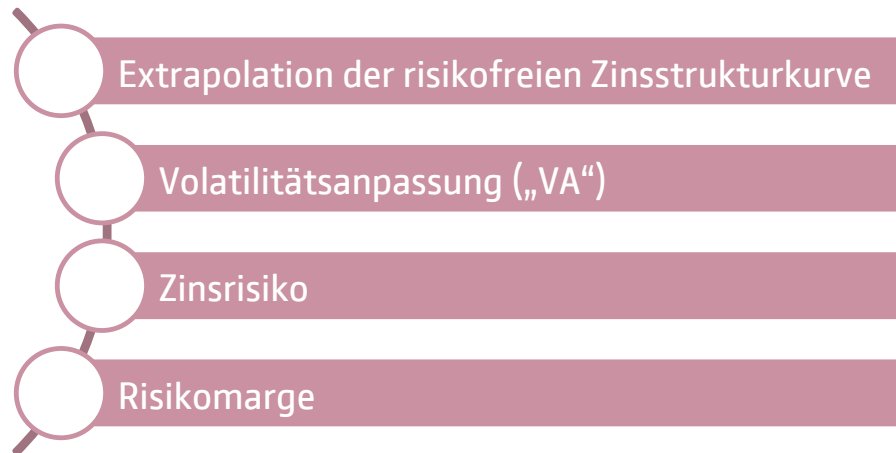 Extrapolation der risikofreien Zinsstrukturkurve
Volatilitätsanpassung („VA“)
Zinsrisiko
Risikomarge